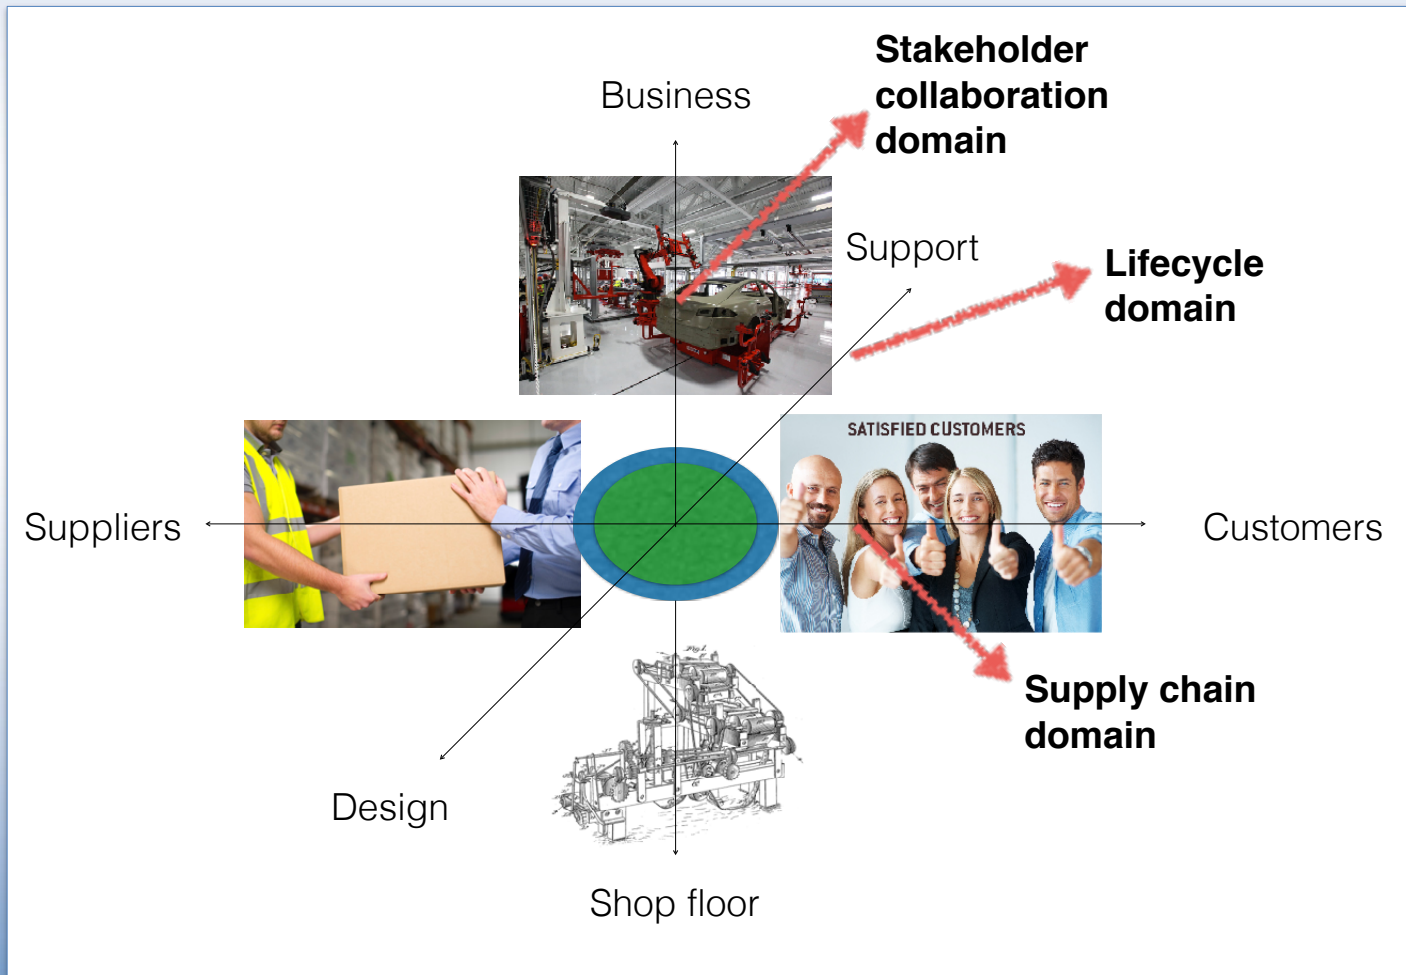 Stakeholder
collaboration
domain
Business
Support
Lifecycle
domain
SATISFIED CUSTOMERS
Suppliers
Customers
Supply chain
domain
Design
Shop floor